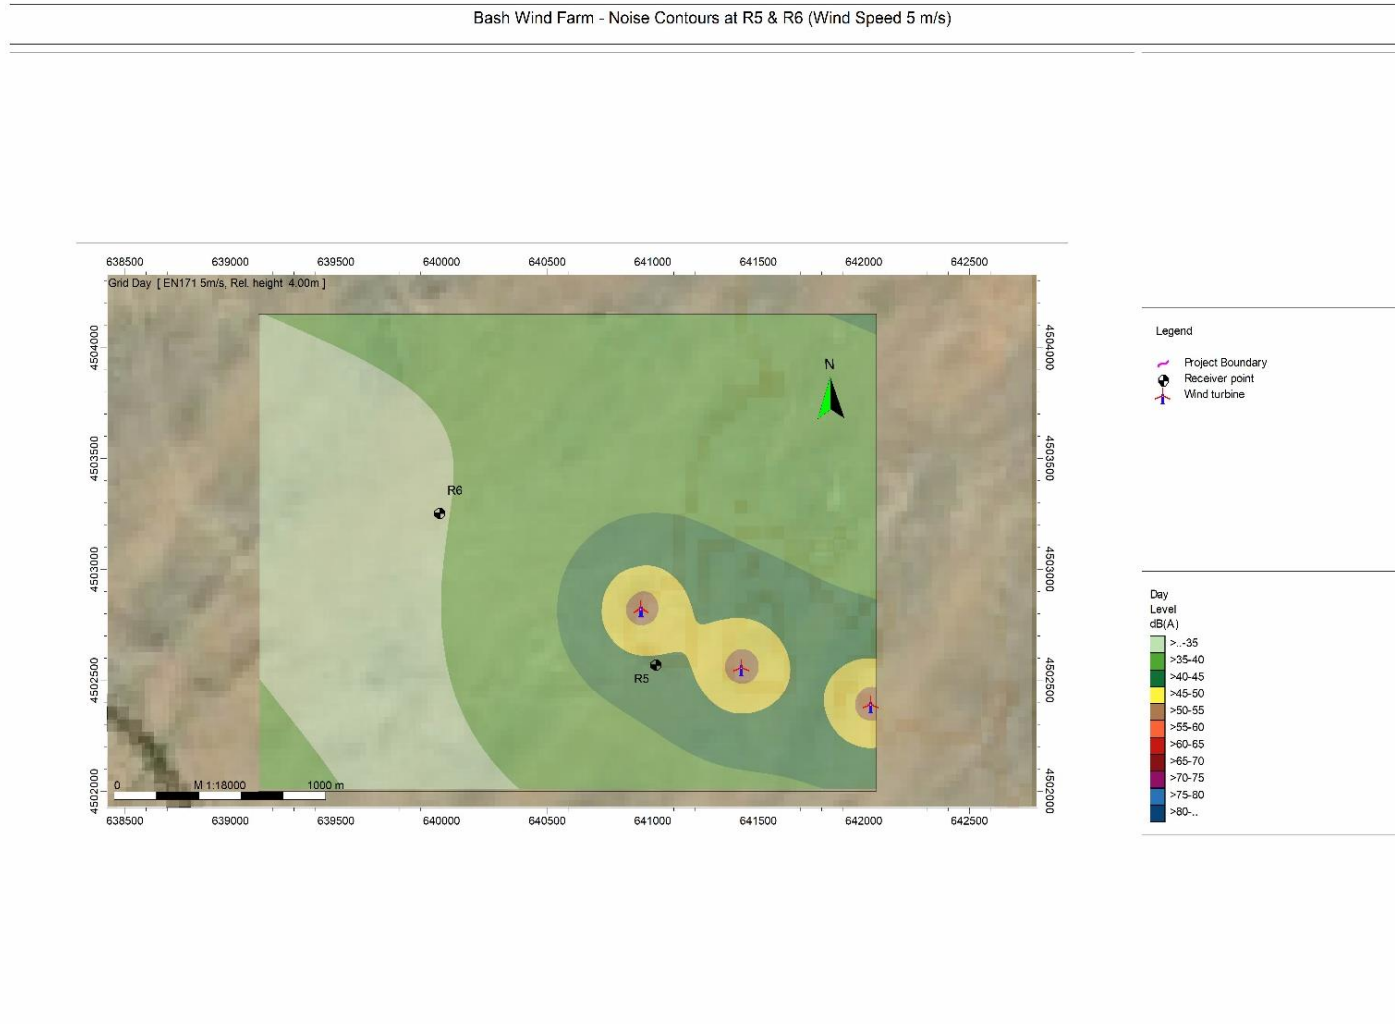 Bash Wind Farm - Noise Contours at R5 & R6 (Wind Speed 5 m/s)
638500 639000 639500 640000 640500 641000 641500 642000 642500
Grid Day [ EN171 5m/s, Rel. height 4.00m ]
4504000
4503500
4503000
4502500
4502000
N
R6
R5
4504000
4503500
4503000
4502500
4502000
0 M 1:18000 1000 m
638500 639000 639500 640000 640500 641000 641500 642000 642500
Legend
Project Boundary
Receiver point
Wind turbine
Day
Level
dB(A)
>..-35
>35-40
>40-45
>45-50
>50-55
>55-60
>60-65
>65-70
>70-75
>75-80
>80-..